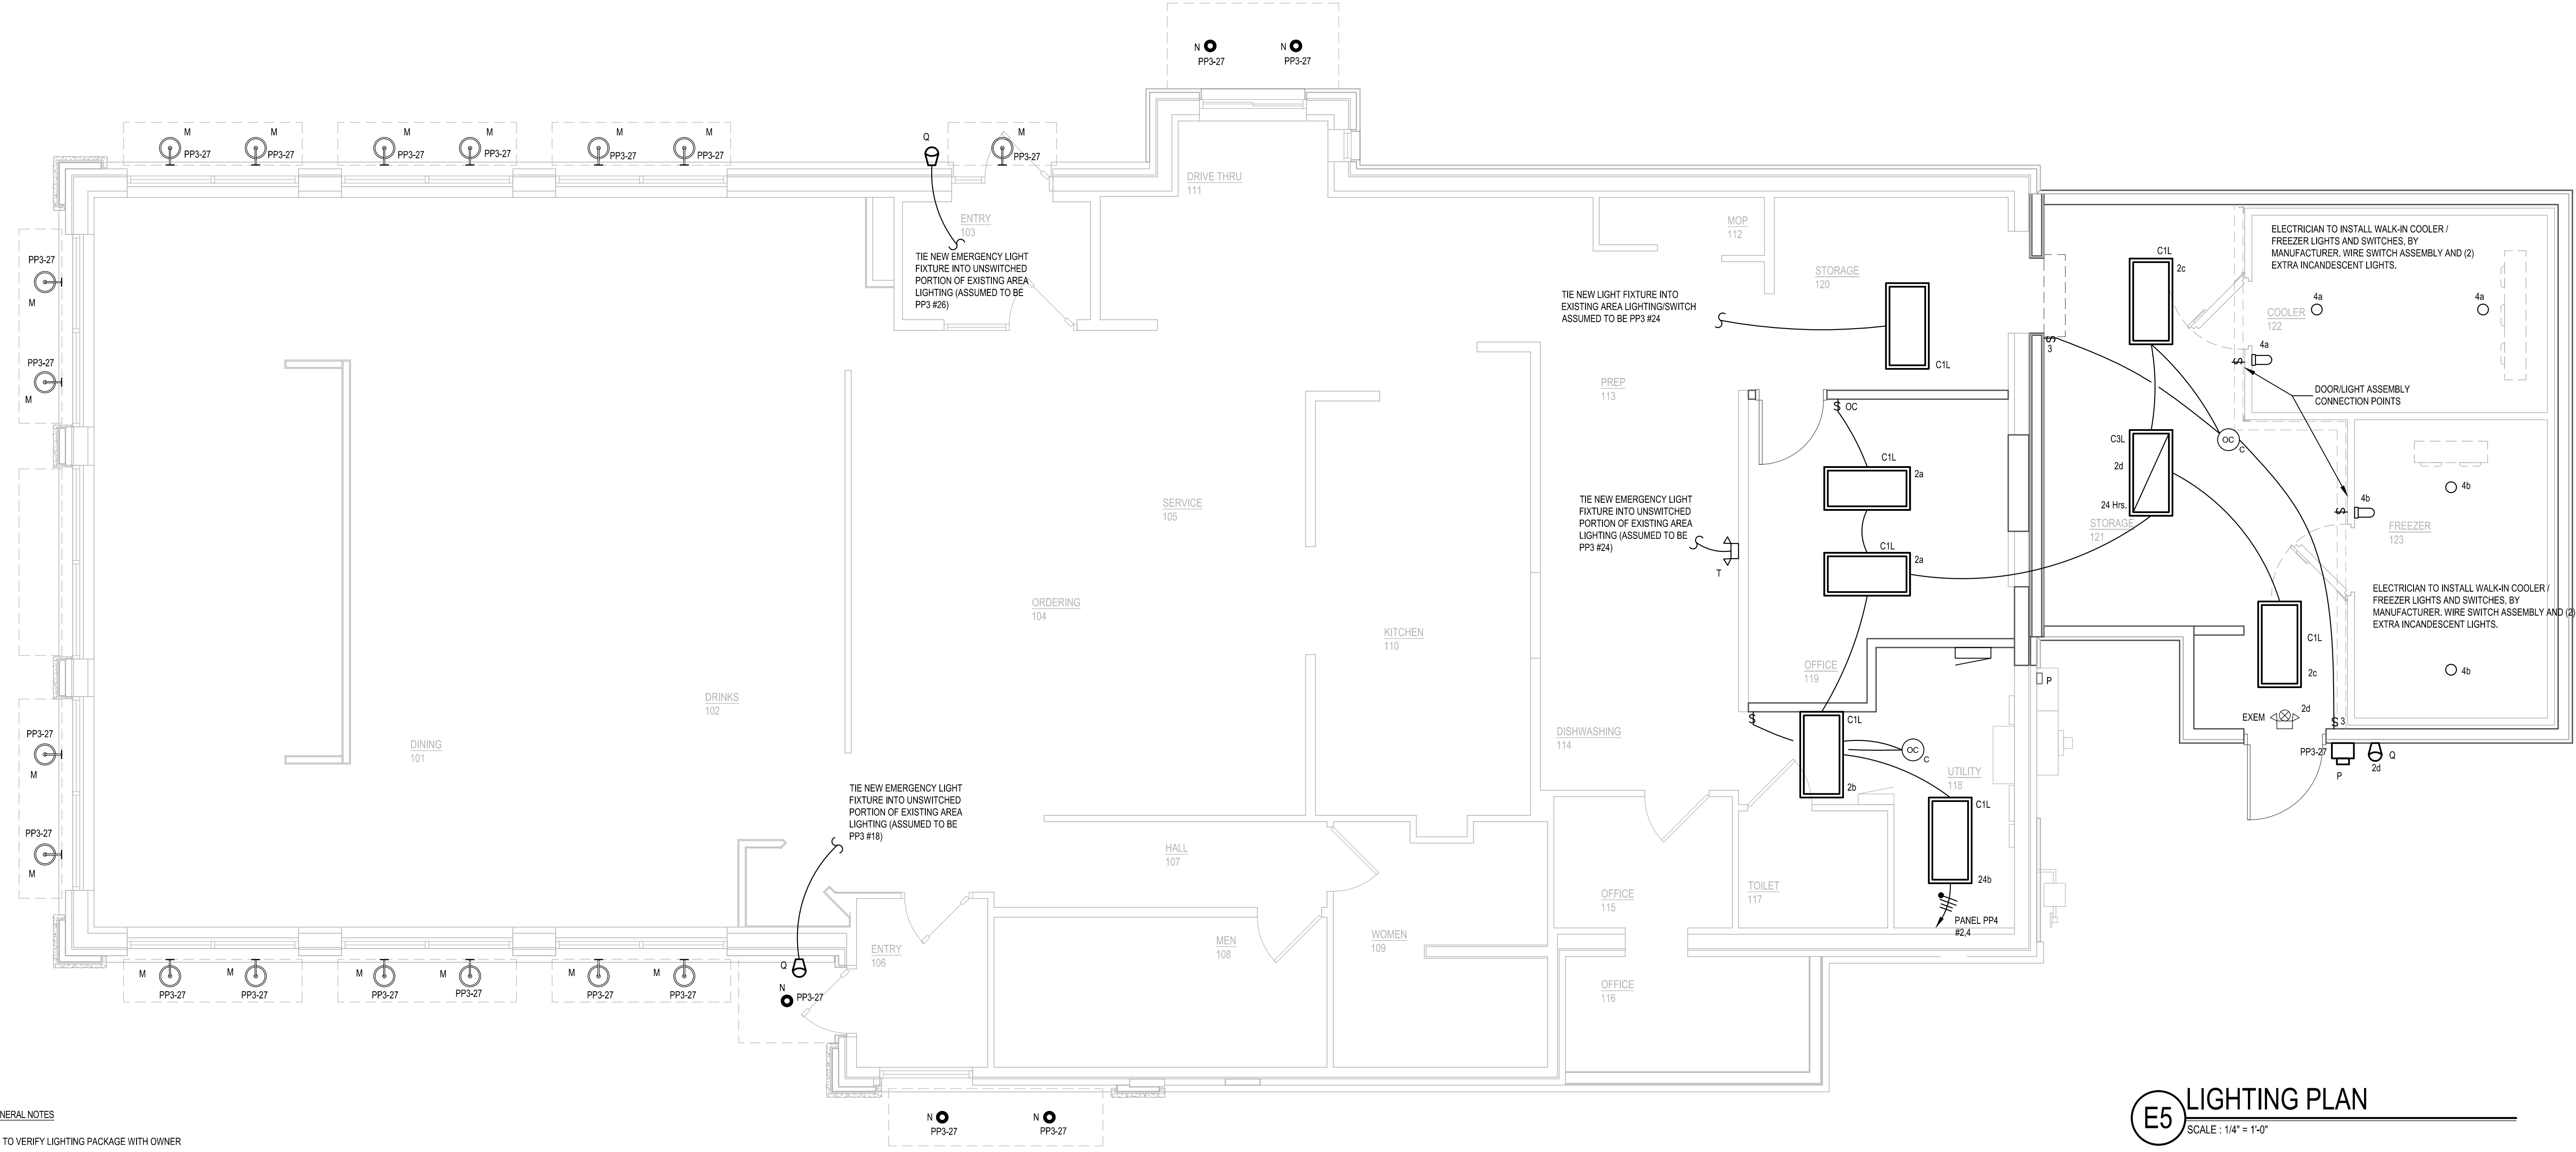 N
PP3-27
N
PP3-27
M
PP3-27
M
PP3-27
M
PP3-27
M
PP3-27
M
PP3-27
M
PP3-27
Q
M
PP3-27
DRIVE THRU
111
ENTRY
103
TIE NEW EMERGENCY LIGHT
FIXTURE INTO UNSWITCHED
PORTION OF EXISTING AREA
LIGHTING (ASSUMED TO BE
PP3 #26)
MOP
112
STORAGE
120
TIE NEW LIGHT FIXTURE INTO
EXISTING AREA LIGHTING/SWITCH
ASSUMED TO BE PP3 #24
C1L
C1L
2c
ELECTRICIAN TO INSTALL WALK-IN COOLER /
FREEZER LIGHTS AND SWITCHES, BY
MANUFACTURER. WIRE SWITCH ASSEMBLY AND (2)
EXTRA INCANDESCENT LIGHTS.
4a
4a
COOLER
122
S
3
4a
S
DOOR/LIGHT ASSEMBLY
CONNECTION POINTS
PP3-27
M
PP3-27
M
PREP
113
S OC
C1L
2a
C3L
2d
24 Hrs.
STORAGE
121
OC
C
4b
4b
S
FREEZER
123
SERVICE
105
TIE NEW EMERGENCY LIGHT
FIXTURE INTO UNSWITCHED
PORTION OF EXISTING AREA
LIGHTING (ASSUMED TO BE
PP3 #24)
T
C1L
2a
ORDERING
104
KITCHEN
110
ELECTRICIAN TO INSTALL WALK-IN COOLER /
FREEZER LIGHTS AND SWITCHES, BY
MANUFACTURER. WIRE SWITCH ASSEMBLY AND (2)
EXTRA INCANDESCENT LIGHTS.
C1L
2c
4b
OFFICE
119
P
DRINKS
102
DINING
101
DISHWASHING
114
S
C1L
2b
OC
C
UTILITY
118
EXEM
2d
S 3
PP3-27
P
Q
2d
PP3-27
M
PP3-27
M
TIE NEW EMERGENCY LIGHT
FIXTURE INTO UNSWITCHED
PORTION OF EXISTING AREA
LIGHTING (ASSUMED TO BE
PP3 #18)
HALL
107
C1L
24b
OFFICE
115
TOILET
117
PANEL PP4
#2,4
MEN
108
WOMEN
109
ENTRY
106
OFFICE
116
M
PP3-27
M
PP3-27
M
PP3-27
M
PP3-27
M
PP3-27
M
PP3-27
Q
N
PP3-27
N
PP3-27
N
PP3-27
NERAL NOTES
TO VERIFY LIGHTING PACKAGE WITH OWNER
E5
LIGHTING PLAN
SCALE : 1/4" = 1'-0"